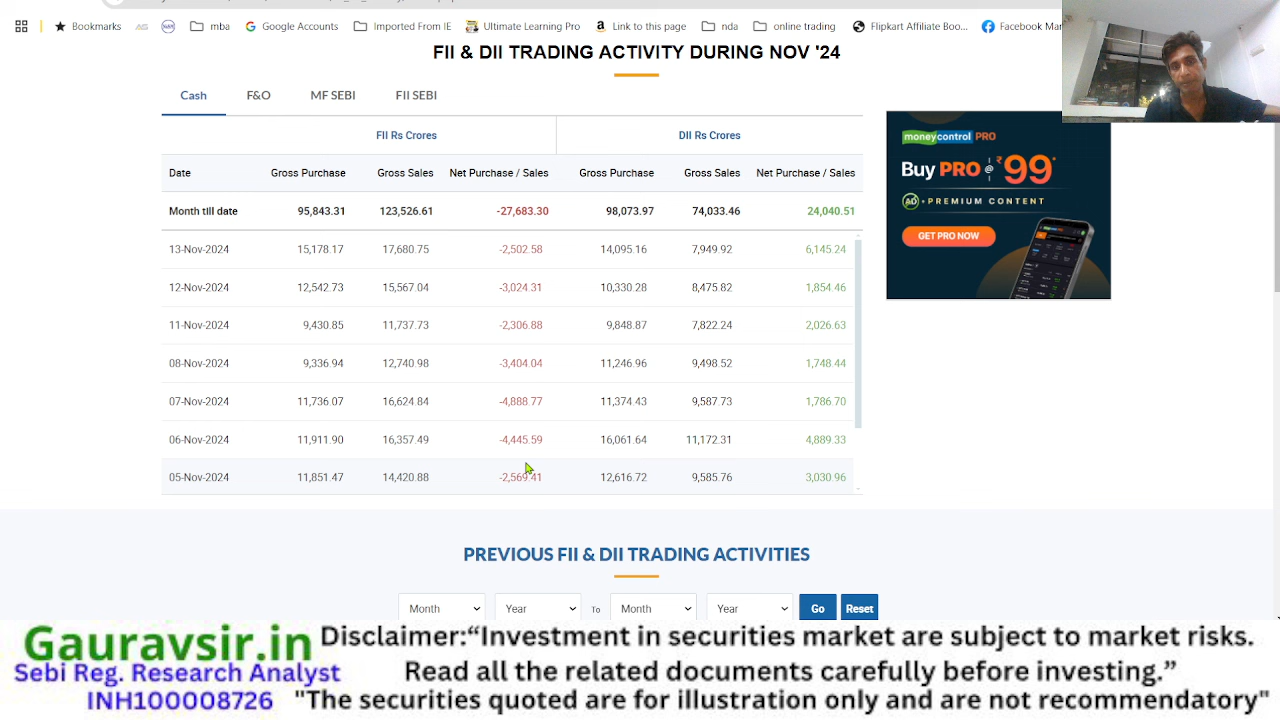 Bookmarks mba Google Accounts Imported From IE Ultimate Learning Pro Link to this page nda online trading Flipkart Affiliate Boo... Facebook Mar
FII & DII TRADING ACTIVITY DURING NOV '24
Cash F&O MF SEBI FII SEBI
FII Rs Crores DII Rs Crores
Date Gross Purchase Gross Sales Net Purchase / Sales Gross Purchase Gross Sales Net Purchase / Sales
Month till date 95,843.31 123,526.61 -27,683.30 98,073.97 74,033.46 24,040.51
13-Nov-2024 15,178.17 17,680.75 -2,502.58 14,095.16 7,949.92 6,145.24
12-Nov-2024 17,680.75 15,567.04 -3,024.31 10,330.28 8,475.82 1,854.46
11-Nov-2024 9,430.85 11,737.73 -2,306.88 9,848.87 7,822.24 2,026.63
08-Nov-2024 9,336.94 12,740.98 -3,404.04 11,246.96 9,498.52 1,748.44
07-Nov-2024 11,736.07 16,624.84 -4,888.77 11,374.43 9,587.73 1,786.70
06-Nov-2024 11,911.90 16,357.49 -4,445.59 16,061.64 11,172.31 4,889.33
05-Nov-2024 11,851.47 14,420.88 -2,569.41 12,616.72 9,585.76 3,030.96
moneycontrol PRO
Buy PRO @ ₹99*
AD + PREMIUM CONTENT
GET PRO NOW
PREVIOUS FII & DII TRADING ACTIVITIES
Month Year To Month Year Go Reset
Gauravsir.in
Sebi Reg. Research Analyst
INH100008726
Disclaimer:“Investment in securities market are subject to market risks.
Read all the related documents carefully before investing.”
"The securities quoted are for illustration only and are not recommendatory"